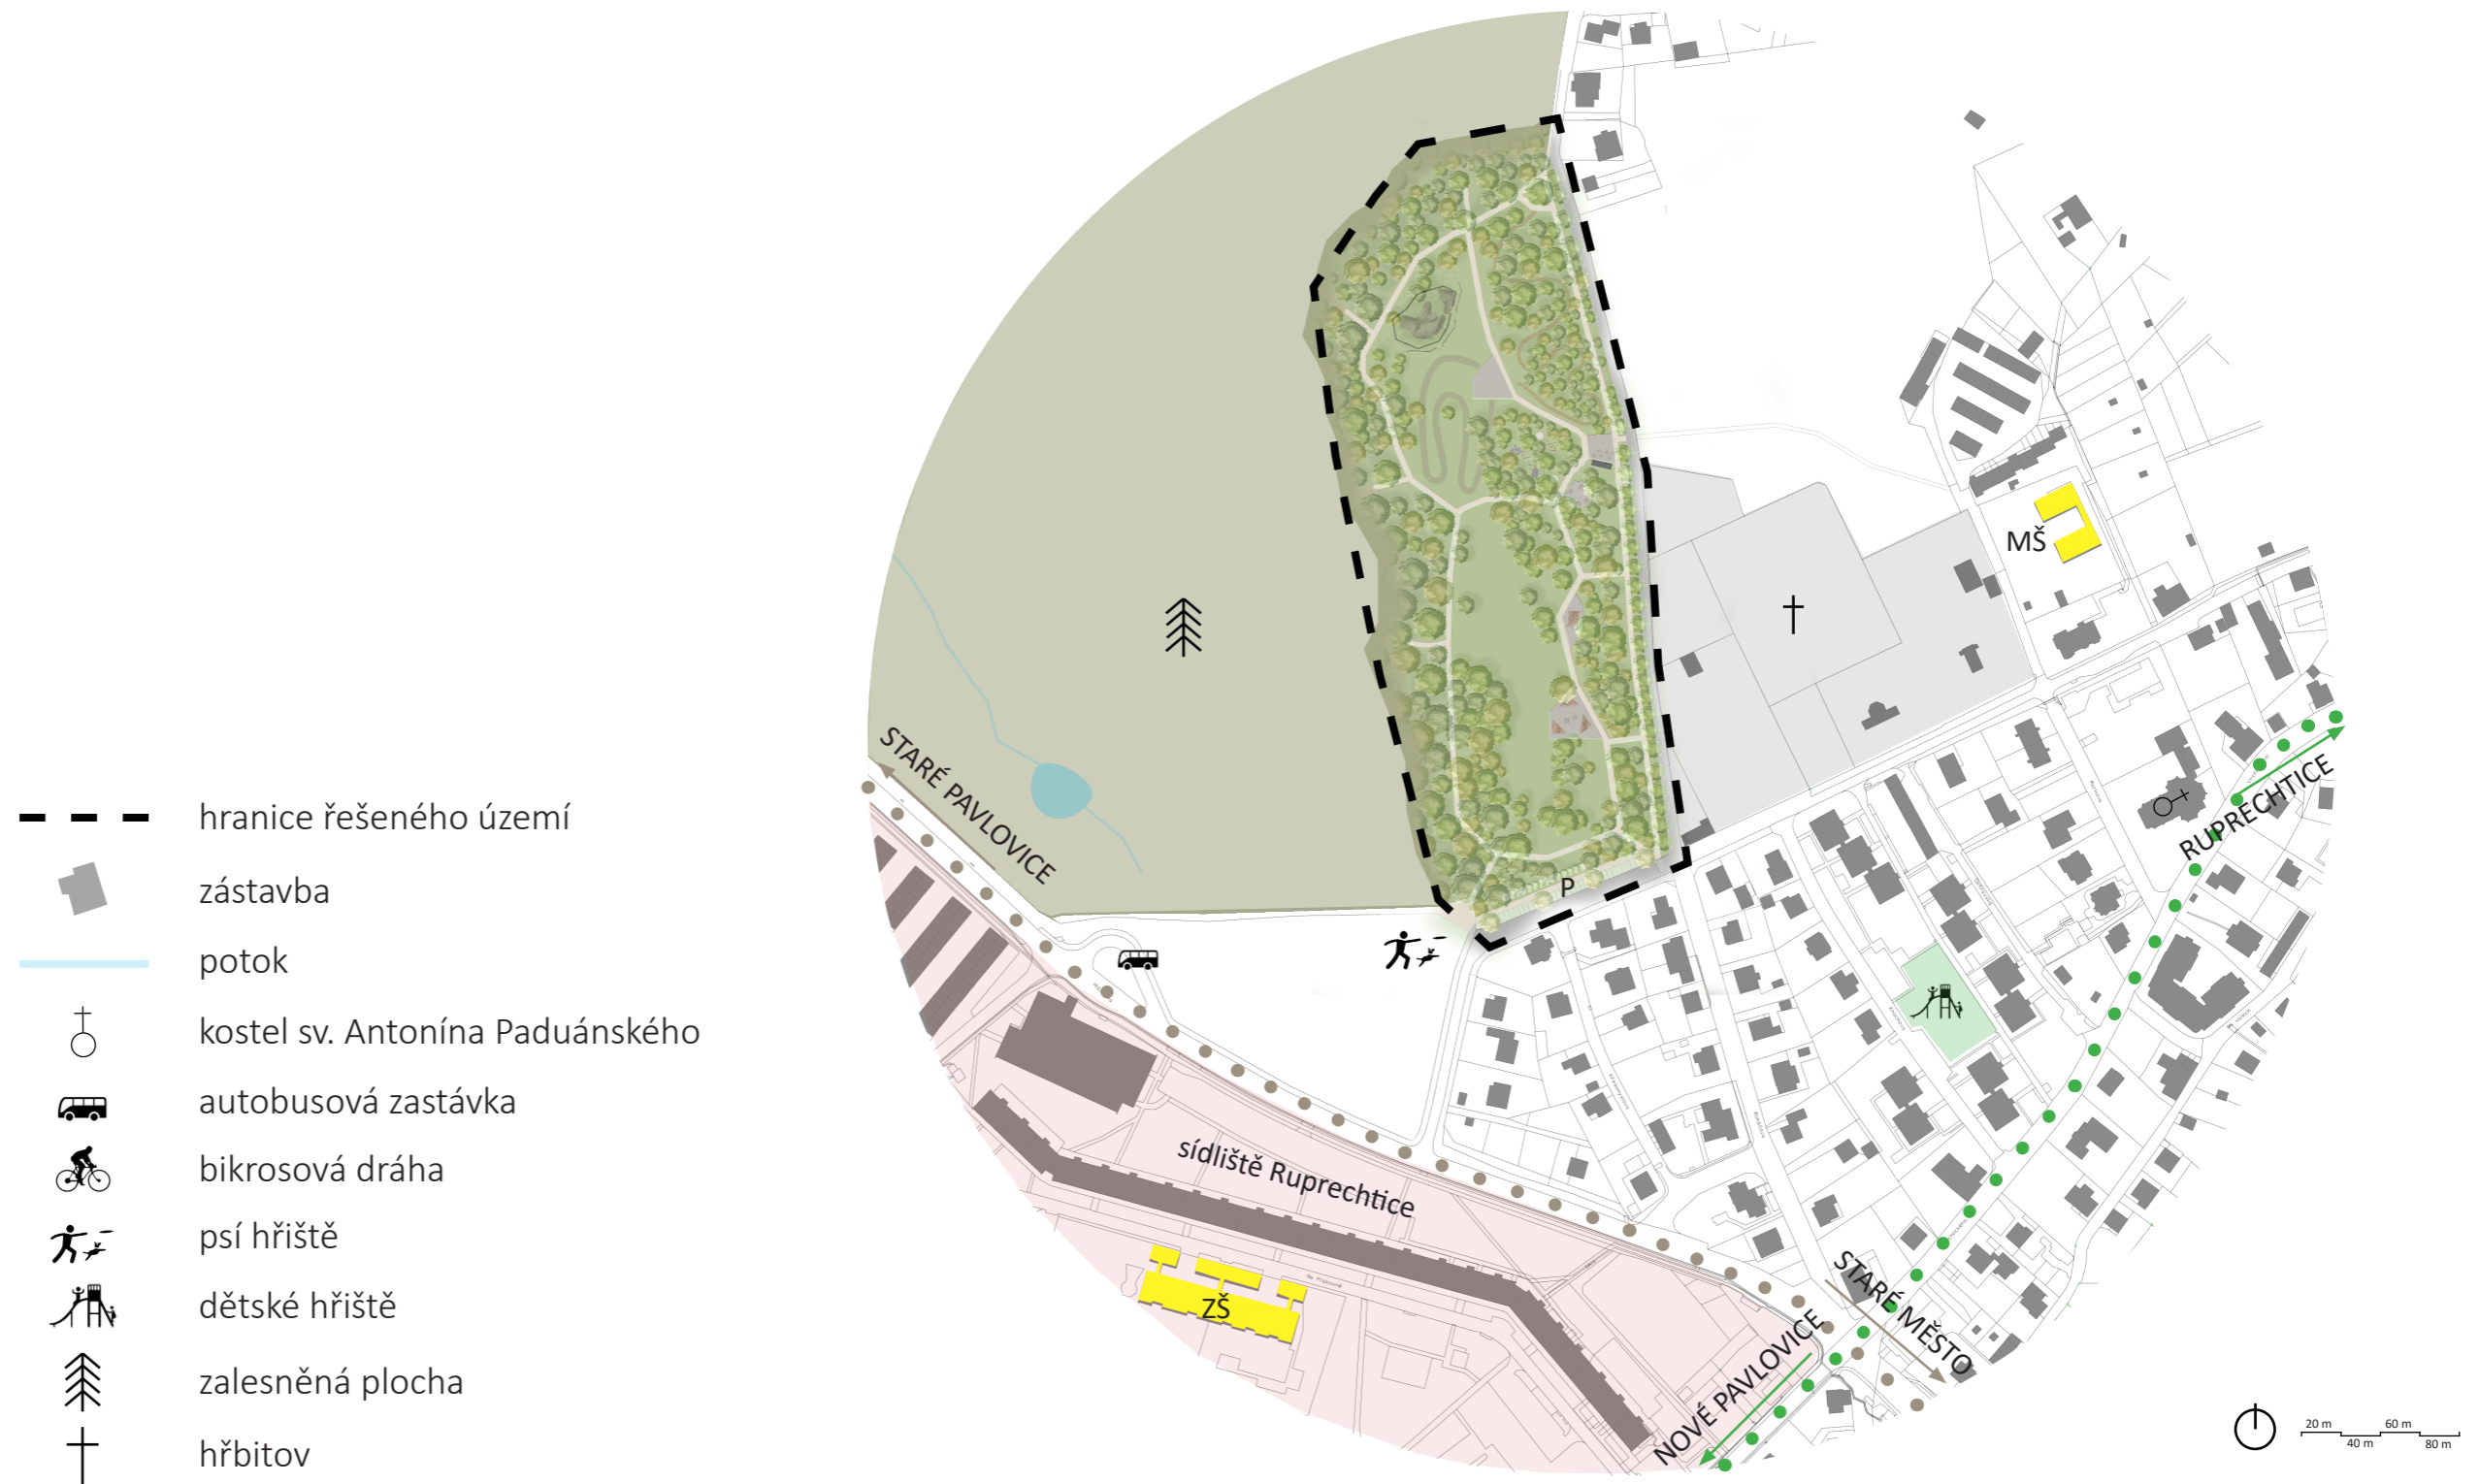 hranice řešeného území
zástavba
potok
kostel sv. Antonína Paduánského
autobusová zastávka
bikrosová dráha
psí hřiště
dětské hřiště
zalesněná plocha
hřbitov
MŠ
STARÉ PAVLOVICE
RUPRECHTICE
P
sídliště Ruprechtice
ZŠ
STARÉ MĚSTO
NOVÉ PAVLOVICE
20 m
60 m
40 m
80 m